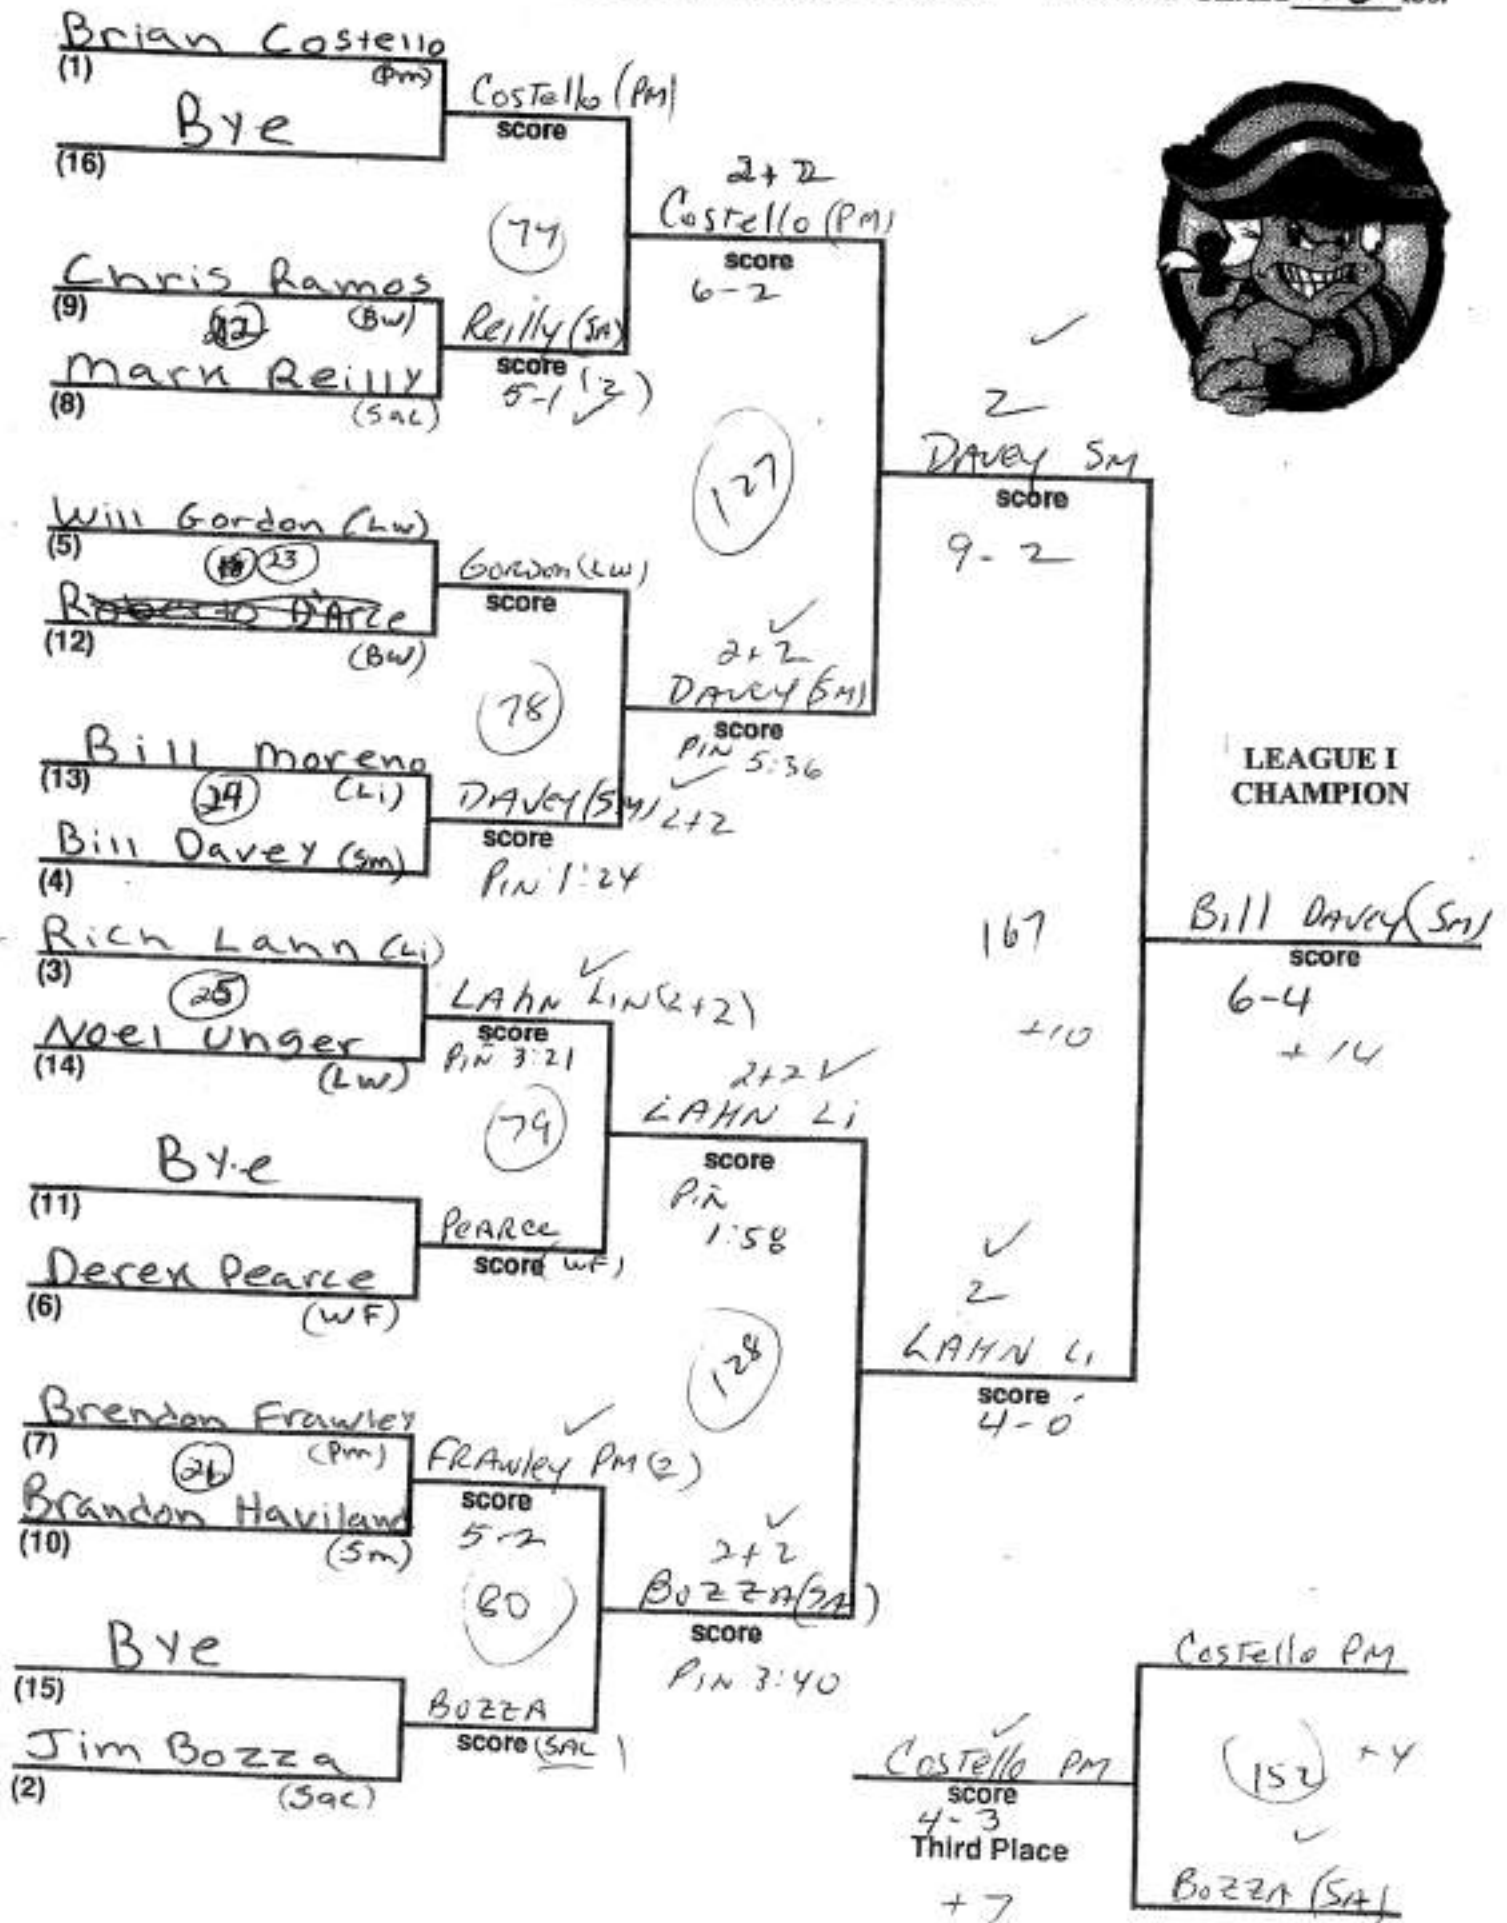 Brian Costello
(1)
(Pm)
Costello (PM)
score
Bye
(16)
2+2
Costello (PM)
score
6-2
(77)
Chris Ramos
(9)
(Bw)
Reilly (SA)
score
5-1 (2)
Mark Reilly
(8)
(Sac)
127
2
DAVEY SM
score
9-2
Will Gordon (Lw)
(5)
23
Gordon (LW)
score
(12)
(Bw)
78
2+2
DAVEY (SM)
score
PIN 5:36
Bill Moreno
(13)
(Li)
24
DAVEY (SM) 2+2
score
PIN 1:24
Bill Davey (Sm)
(4)
LEAGUE I
CHAMPION
Bill DAVEY (SM)
score
6-4
+14
167
+10
Rich Lahn (Li)
(3)
25
LAHN LIN (2+2)
score
PIN 3:21
Noel Unger
(14)
(LW)
79
2+2
LAHN Li
score
PIN
1:58
Bye
(11)
PEARCE
score (WF)
Derek Pearce
(6)
(WF)
128
2
LAHN Li
score
4-0
Brendon Frawley
(7)
(Pm)
26
FRAWLEY PM (2)
score
5-2
Brandon Haviland
(10)
(Sm)
80
2+2
BOZZA (SA)
score
PIN 3:40
Bye
(15)
BOZZA
score (SAC)
Jim Bozza
(2)
(Sac)
Costello PM
Costello PM
score
4-3
Third Place
+7
152
+4
BOZZA (SA)